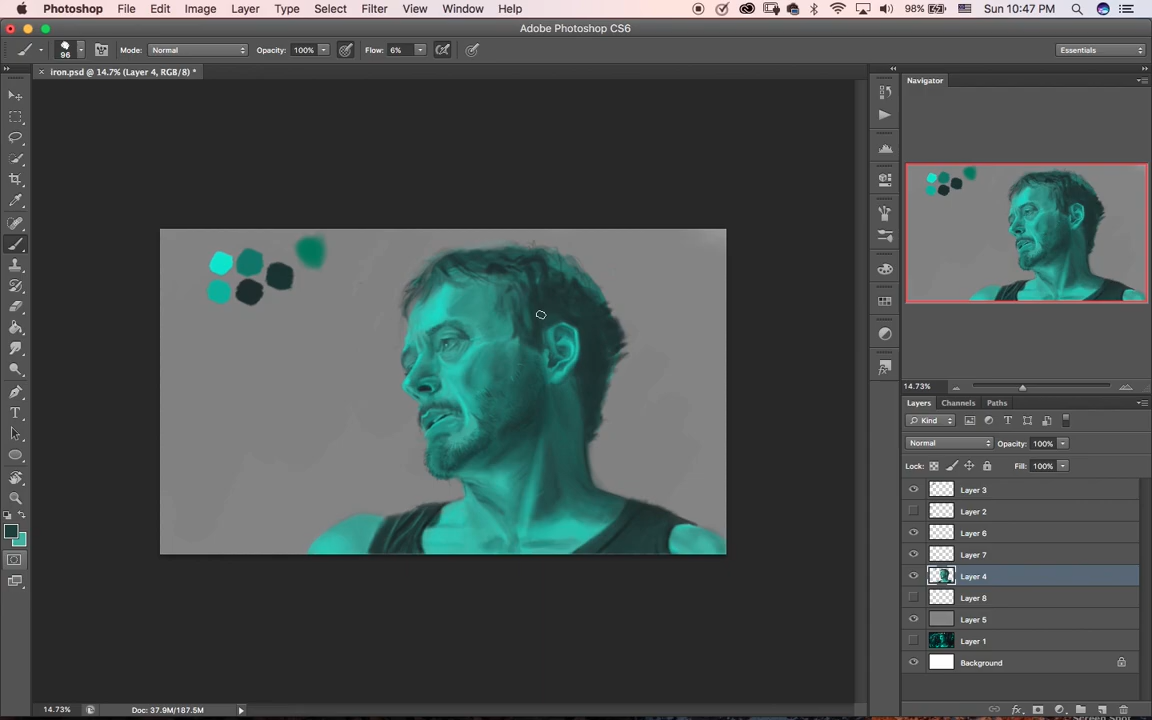 Photoshop File Edit Image Layer Type Select Filter View Window Help 98% Sun 10:47 PM
Adobe Photoshop CS6
96 Mode: Normal Opacity: 100% Flow: 6% Essentials
iron.psd @ 14.7% (Layer 4, RGB/8) *
Navigator
14.73%
Layers Channels Paths
Kind
Normal Opacity: 100%
Lock: Fill: 100%
Layer 3
Layer 2
Layer 6
Layer 7
Layer 4
Layer 8
Layer 5
Layer 1
Background
14.73% Doc: 37.9M/187.5M